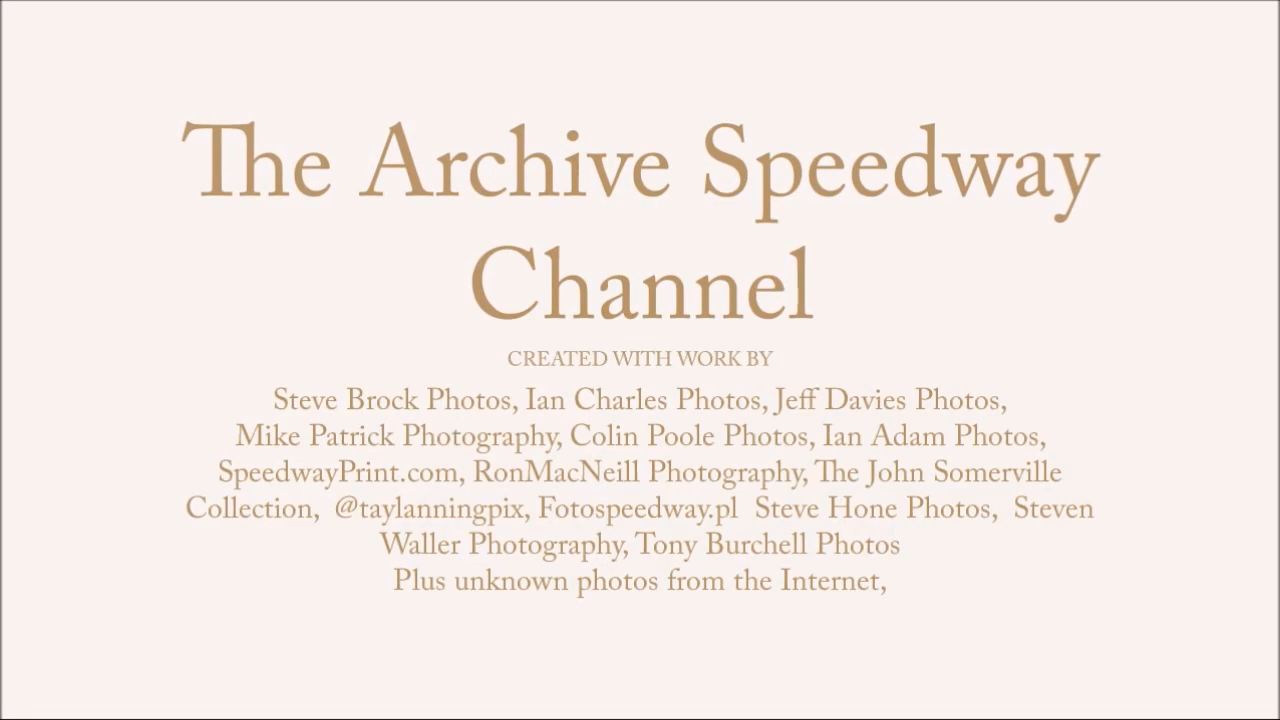 The Archive Speedway
Channel
CREATED WITH WORK BY
Steve Brock Photos, Ian Charles Photos, Jeff Davies Photos,
Mike Patrick Photography, Colin Poole Photos, Ian Adam Photos,
SpeedwayPrint.com, RonMacNeill Photography, The John Somerville
Collection,  @taylanningpix, Fotospeedway.pl  Steve Hone Photos,  Steven
Waller Photography, Tony Burchell Photos
Plus unknown photos from the Internet,